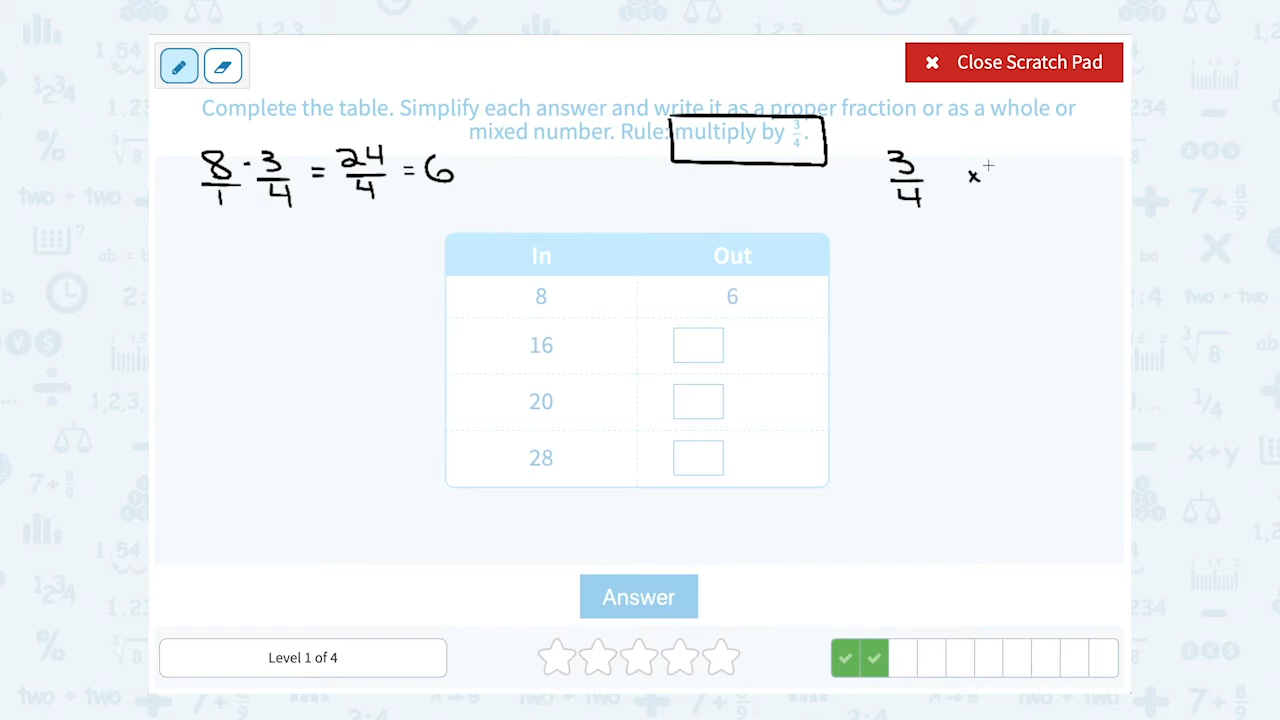 Close Scratch Pad
Complete the table. Simplify each answer and write it as a proper fraction or as a whole or
mixed number. Rule: multiply by 3/4.
8/1 · 3/4 = 24/4 = 6
3/4 x
In Out
8 6
16
20
28
Answer
Level 1 of 4